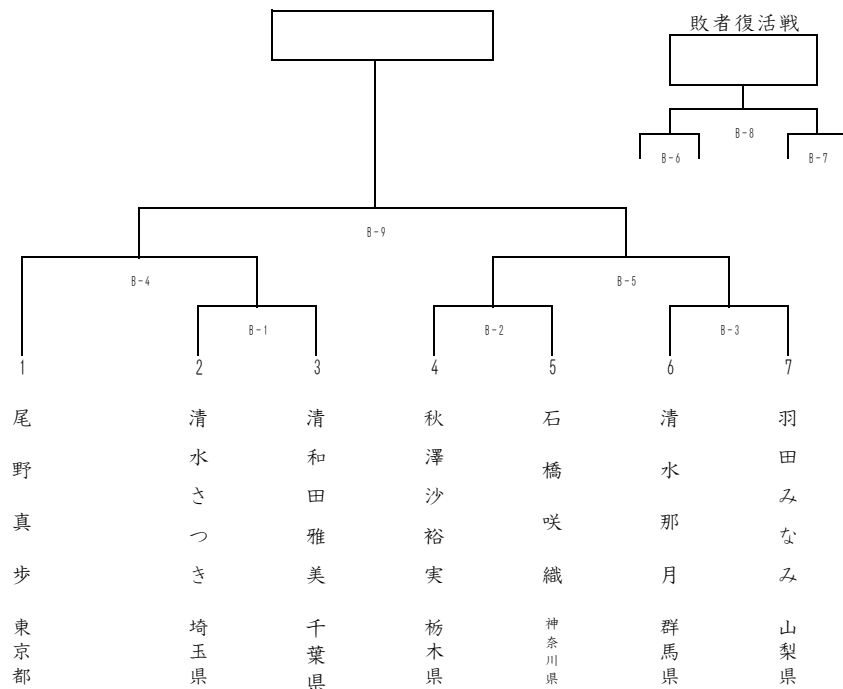 敗者復活戦
B-8
B-6
B-7
B-9
B-4
B-5
B-1
B-2
B-3
1
2
3
4
5
6
7
尾野真歩
清水さつき
清和田雅美
秋澤沙裕実
石橋咲織
清水那月
羽田みなみ
東京都
埼玉県
千葉県
栃木県
神奈川県
群馬県
山梨県